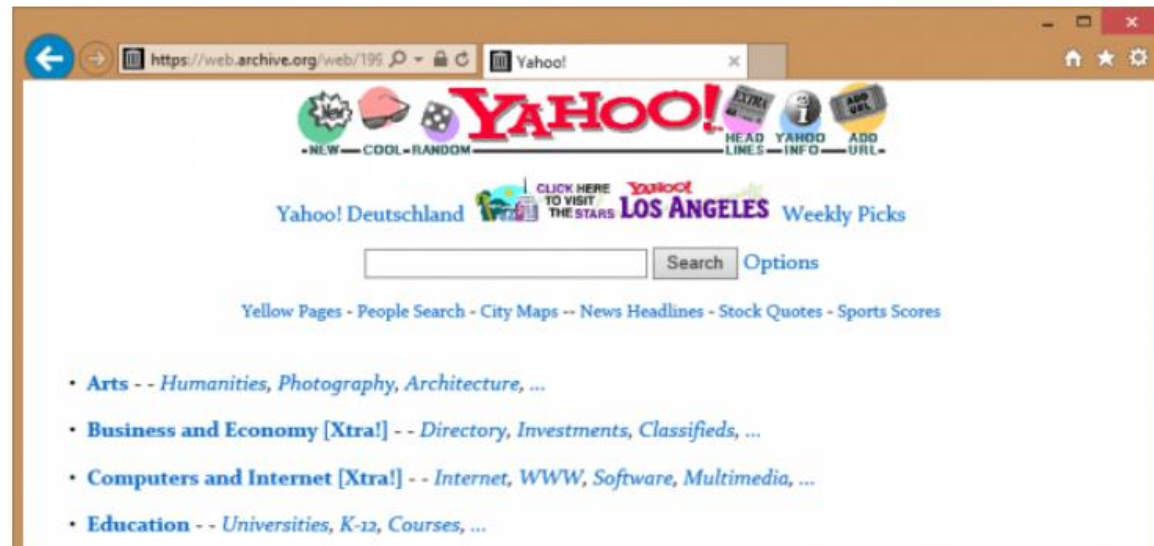 https://web.archive.org/web/199
Yahoo!
New
EXTRA
i
ADD URL
YAHOO!
NEW COOL RANDOM
HEAD LINES YAHOO INFO ADD URL
Yahoo! Deutschland CLICK HERE TO VISIT THE STARS YAHOO! LOS ANGELES Weekly Picks
Search Options
Yellow Pages - People Search - City Maps -- News Headlines - Stock Quotes - Sports Scores
• Arts - - Humanities, Photography, Architecture, ...
• Business and Economy [Xtra!] - - Directory, Investments, Classifieds, ...
• Computers and Internet [Xtra!] - - Internet, WWW, Software, Multimedia, ...
• Education - - Universities, K-12, Courses, ...